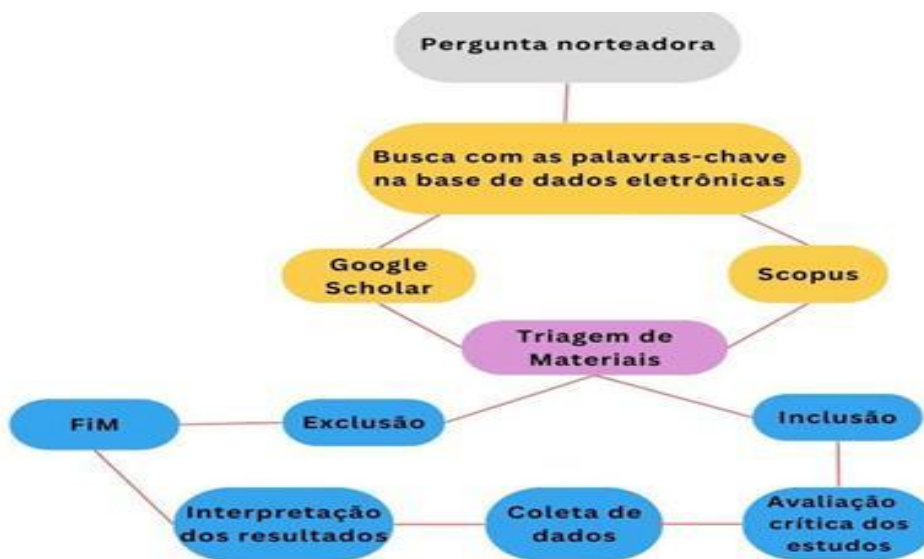 Pergunta norteadora
Busca com as palavras-chave
na base de dados eletrônicas
Google
Scholar
Scopus
Triagem de
Materiais
FiM
Exclusão
Inclusão
Interpretação
dos resultados
Coleta de
dados
Avaliação
crítica dos
estudos